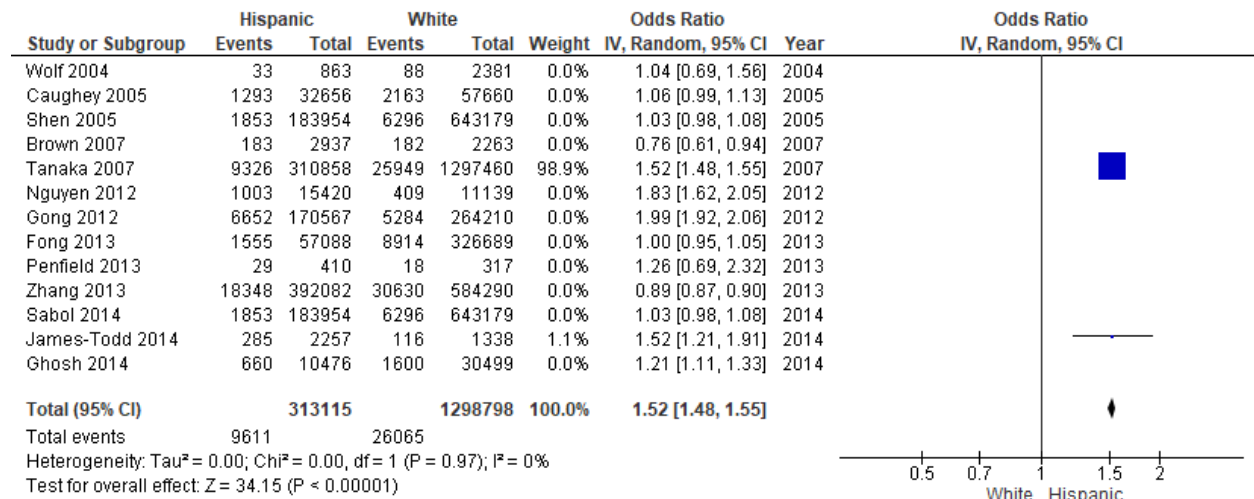 Hispanic White Odds Ratio Odds Ratio
Study or Subgroup Events Total Events Total Weight IV, Random, 95% CI Year IV, Random, 95% CI
Wolf 2004 33 863 88 2381 0.0% 1.04 [0.69, 1.56] 2004
Caughey 2005 1293 32656 2163 57660 0.0% 1.06 [0.99, 1.13] 2005
Shen 2005 1853 183954 6296 643179 0.0% 1.03 [0.98, 1.08] 2005
Brown 2007 183 2937 182 2263 0.0% 0.76 [0.61, 0.94] 2007
Tanaka 2007 9326 310858 25949 1297460 98.9% 1.52 [1.48, 1.55] 2007
Nguyen 2012 1003 15420 409 11139 0.0% 1.83 [1.62, 2.05] 2012
Gong 2012 6652 170567 5284 264210 0.0% 1.99 [1.92, 2.06] 2012
Fong 2013 1555 57088 8914 326689 0.0% 1.00 [0.95, 1.05] 2013
Penfield 2013 29 410 18 317 0.0% 1.26 [0.69, 2.32] 2013
Zhang 2013 18348 392082 30630 584290 0.0% 0.89 [0.87, 0.90] 2013
Sabol 2014 1853 183954 6296 643179 0.0% 1.03 [0.98, 1.08] 2014
James-Todd 2014 285 2257 116 1338 1.1% 1.52 [1.21, 1.91] 2014
Ghosh 2014 660 10476 1600 30499 0.0% 1.21 [1.11, 1.33] 2014
Total (95% CI) 313115 1298798 100.0% 1.52 [1.48, 1.55]
Total events 9611 26065
Heterogeneity: Tau² = 0.00; Chi² = 0.00, df = 1 (P = 0.97); I² = 0%
Test for overall effect: Z = 34.15 (P < 0.00001)
0.5 0.7 1 1.5 2
White Hispanic